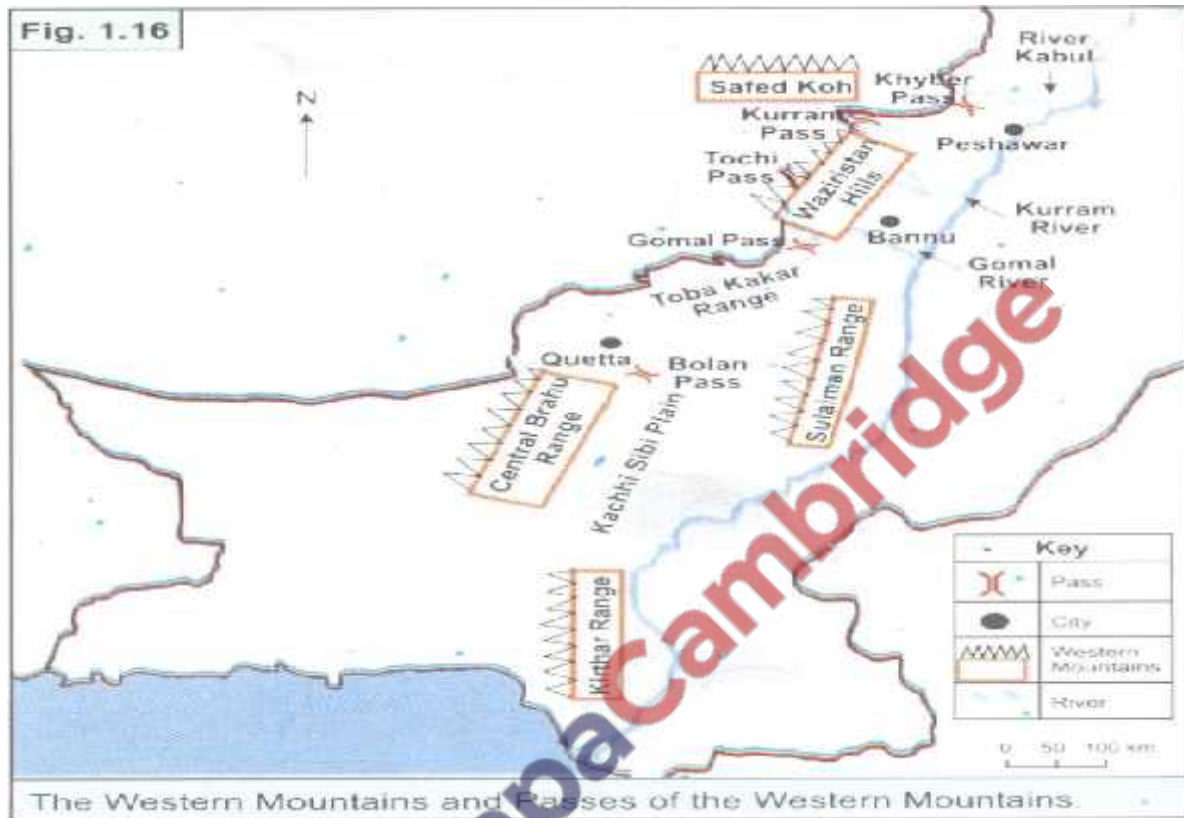 Fig. 1.16
N
Safed Koh
River
Kabul
Khyber
Pass
Kurram
Pass
Peshawar
Tochi
Pass
Waziristan
Hills
Kurram
River
Bannu
Gomal Pass
Gomal
River
Toba Kakar
Range
Sulaiman Range
Quetta
Bolan
Pass
Central Brahu
Range
Kachhi Sibi Plain
Kirthar Range
Key
Pass
City
Western
Mountains
River
0 50 100 km.
paCambridge
The Western Mountains and Passes of the Western Mountains.